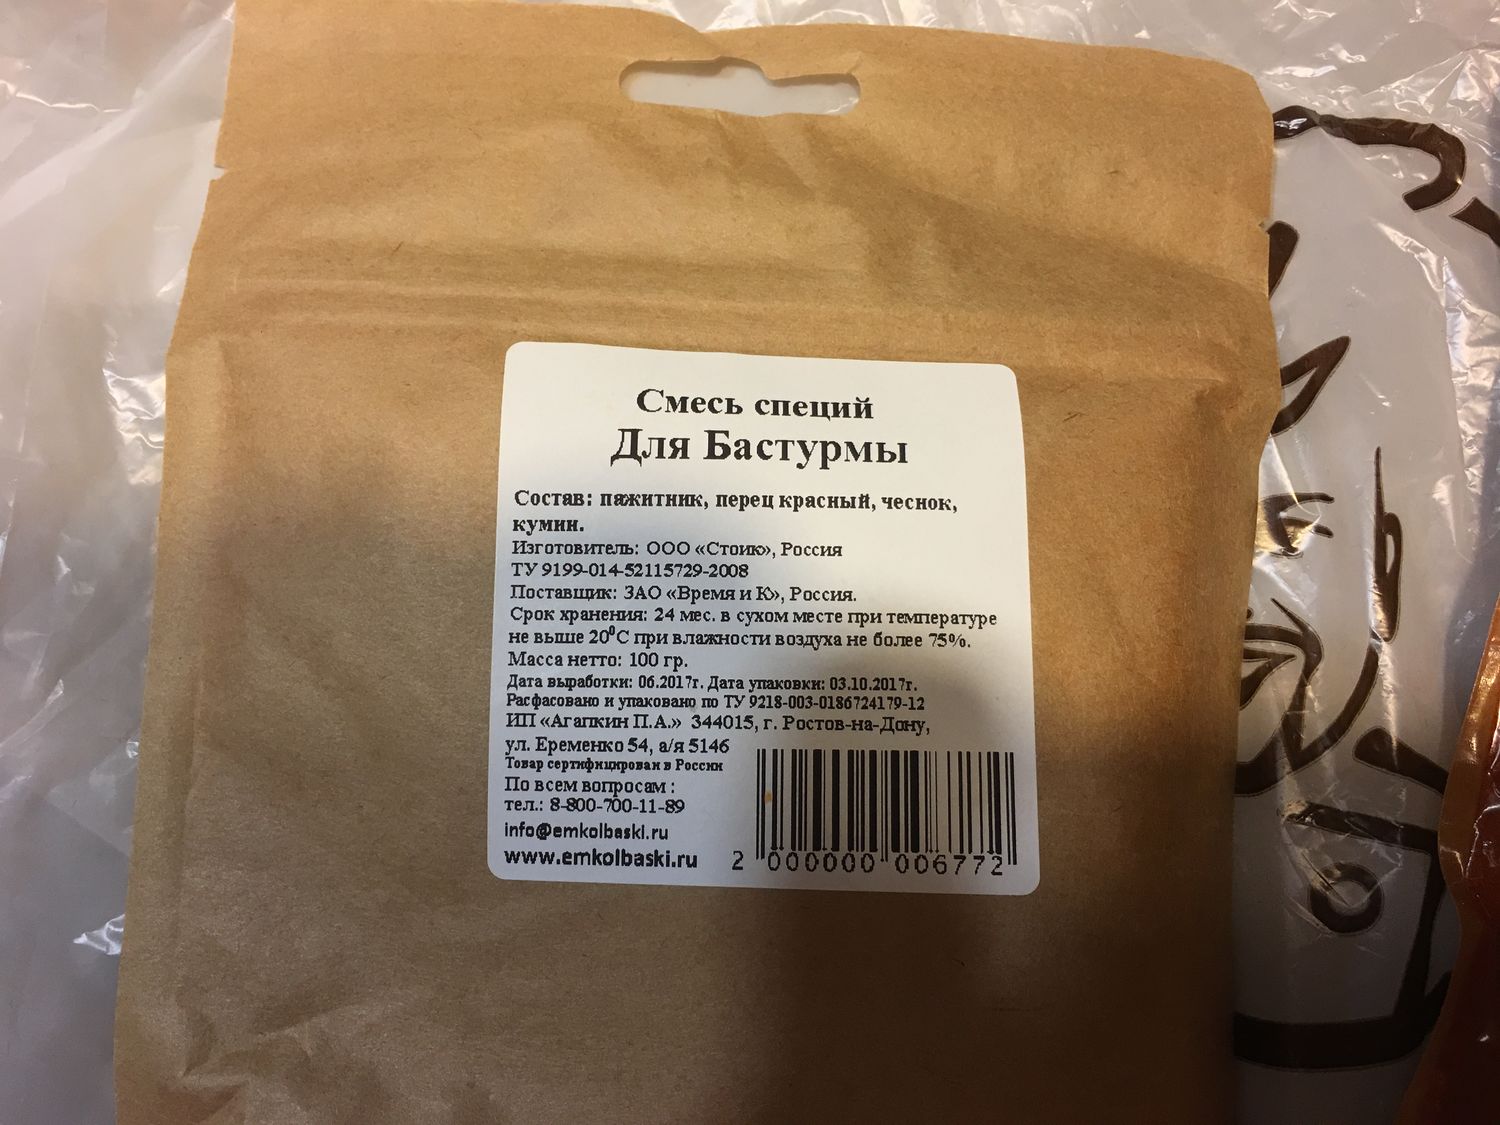 Смесь специй
Для Бастурмы
Состав: пажитник, перец красный, чеснок,
кумин.
Изготовитель: ООО «Стоик», Россия
ТУ 9199-014-52115729-2008
Поставщик: ЗАО «Время и К», Россия.
Срок хранения: 24 мес. в сухом месте при температуре
не выше 20⁰С при влажности воздуха не более 75%.
Масса нетто: 100 гр.
Дата выработки: 06.2017г. Дата упаковки: 03.10.2017г.
Расфасовано и упаковано по ТУ 9218-003-0186724179-12
ИП «Агапкин П.А.» 344015, г. Ростов-на-Дону,
ул. Еременко 54, а/я 5146
Товар сертифицирован в России
По всем вопросам :
тел.: 8-800-700-11-89
info@emkolbaski.ru
www.emkolbaski.ru
2 000000 006772